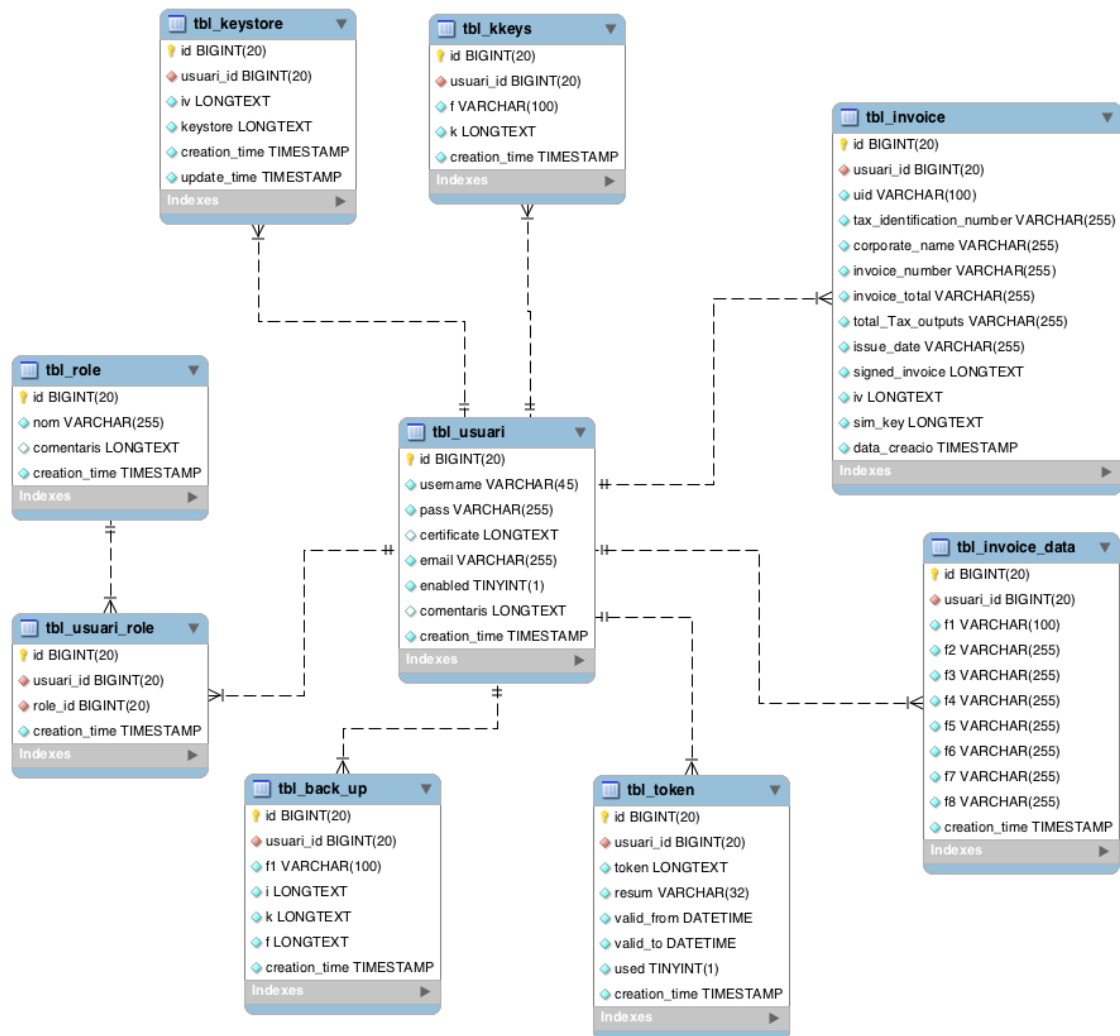 tbl_keystore
id BIGINT(20)
usuari_id BIGINT(20)
iv LONGTEXT
keystore LONGTEXT
creation_time TIMESTAMP
update_time TIMESTAMP
Indexes
tbl_kkeys
id BIGINT(20)
usuari_id BIGINT(20)
f VARCHAR(100)
k LONGTEXT
creation_time TIMESTAMP
Indexes
tbl_invoice
id BIGINT(20)
usuari_id BIGINT(20)
uid VARCHAR(100)
tax_identification_number VARCHAR(255)
corporate_name VARCHAR(255)
invoice_number VARCHAR(255)
invoice_total VARCHAR(255)
total_Tax_outputs VARCHAR(255)
issue_date VARCHAR(255)
signed_invoice LONGTEXT
iv LONGTEXT
sim_key LONGTEXT
data_creacio TIMESTAMP
Indexes
tbl_role
id BIGINT(20)
nom VARCHAR(255)
comentaris LONGTEXT
creation_time TIMESTAMP
Indexes
tbl_usuari
id BIGINT(20)
username VARCHAR(45)
pass VARCHAR(255)
certificate LONGTEXT
email VARCHAR(255)
enabled TINYINT(1)
comentaris LONGTEXT
creation_time TIMESTAMP
Indexes
tbl_invoice_data
id BIGINT(20)
usuari_id BIGINT(20)
f1 VARCHAR(100)
f2 VARCHAR(255)
f3 VARCHAR(255)
f4 VARCHAR(255)
f5 VARCHAR(255)
f6 VARCHAR(255)
f7 VARCHAR(255)
f8 VARCHAR(255)
creation_time TIMESTAMP
Indexes
tbl_usuari_role
id BIGINT(20)
usuari_id BIGINT(20)
role_id BIGINT(20)
creation_time TIMESTAMP
Indexes
tbl_back_up
id BIGINT(20)
usuari_id BIGINT(20)
f1 VARCHAR(100)
i LONGTEXT
k LONGTEXT
f LONGTEXT
creation_time TIMESTAMP
Indexes
tbl_token
id BIGINT(20)
usuari_id BIGINT(20)
token LONGTEXT
resum VARCHAR(32)
valid_from DATETIME
valid_to DATETIME
used TINYINT(1)
creation_time TIMESTAMP
Indexes